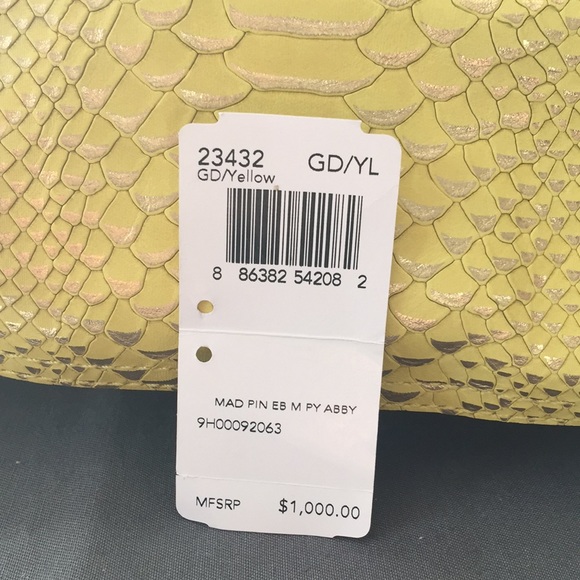 23432 GD/YL
GD/Yellow
8 86382 54208 2
MAD PIN EB M PY ABBY
9H00092063
MFSRP $1,000.00